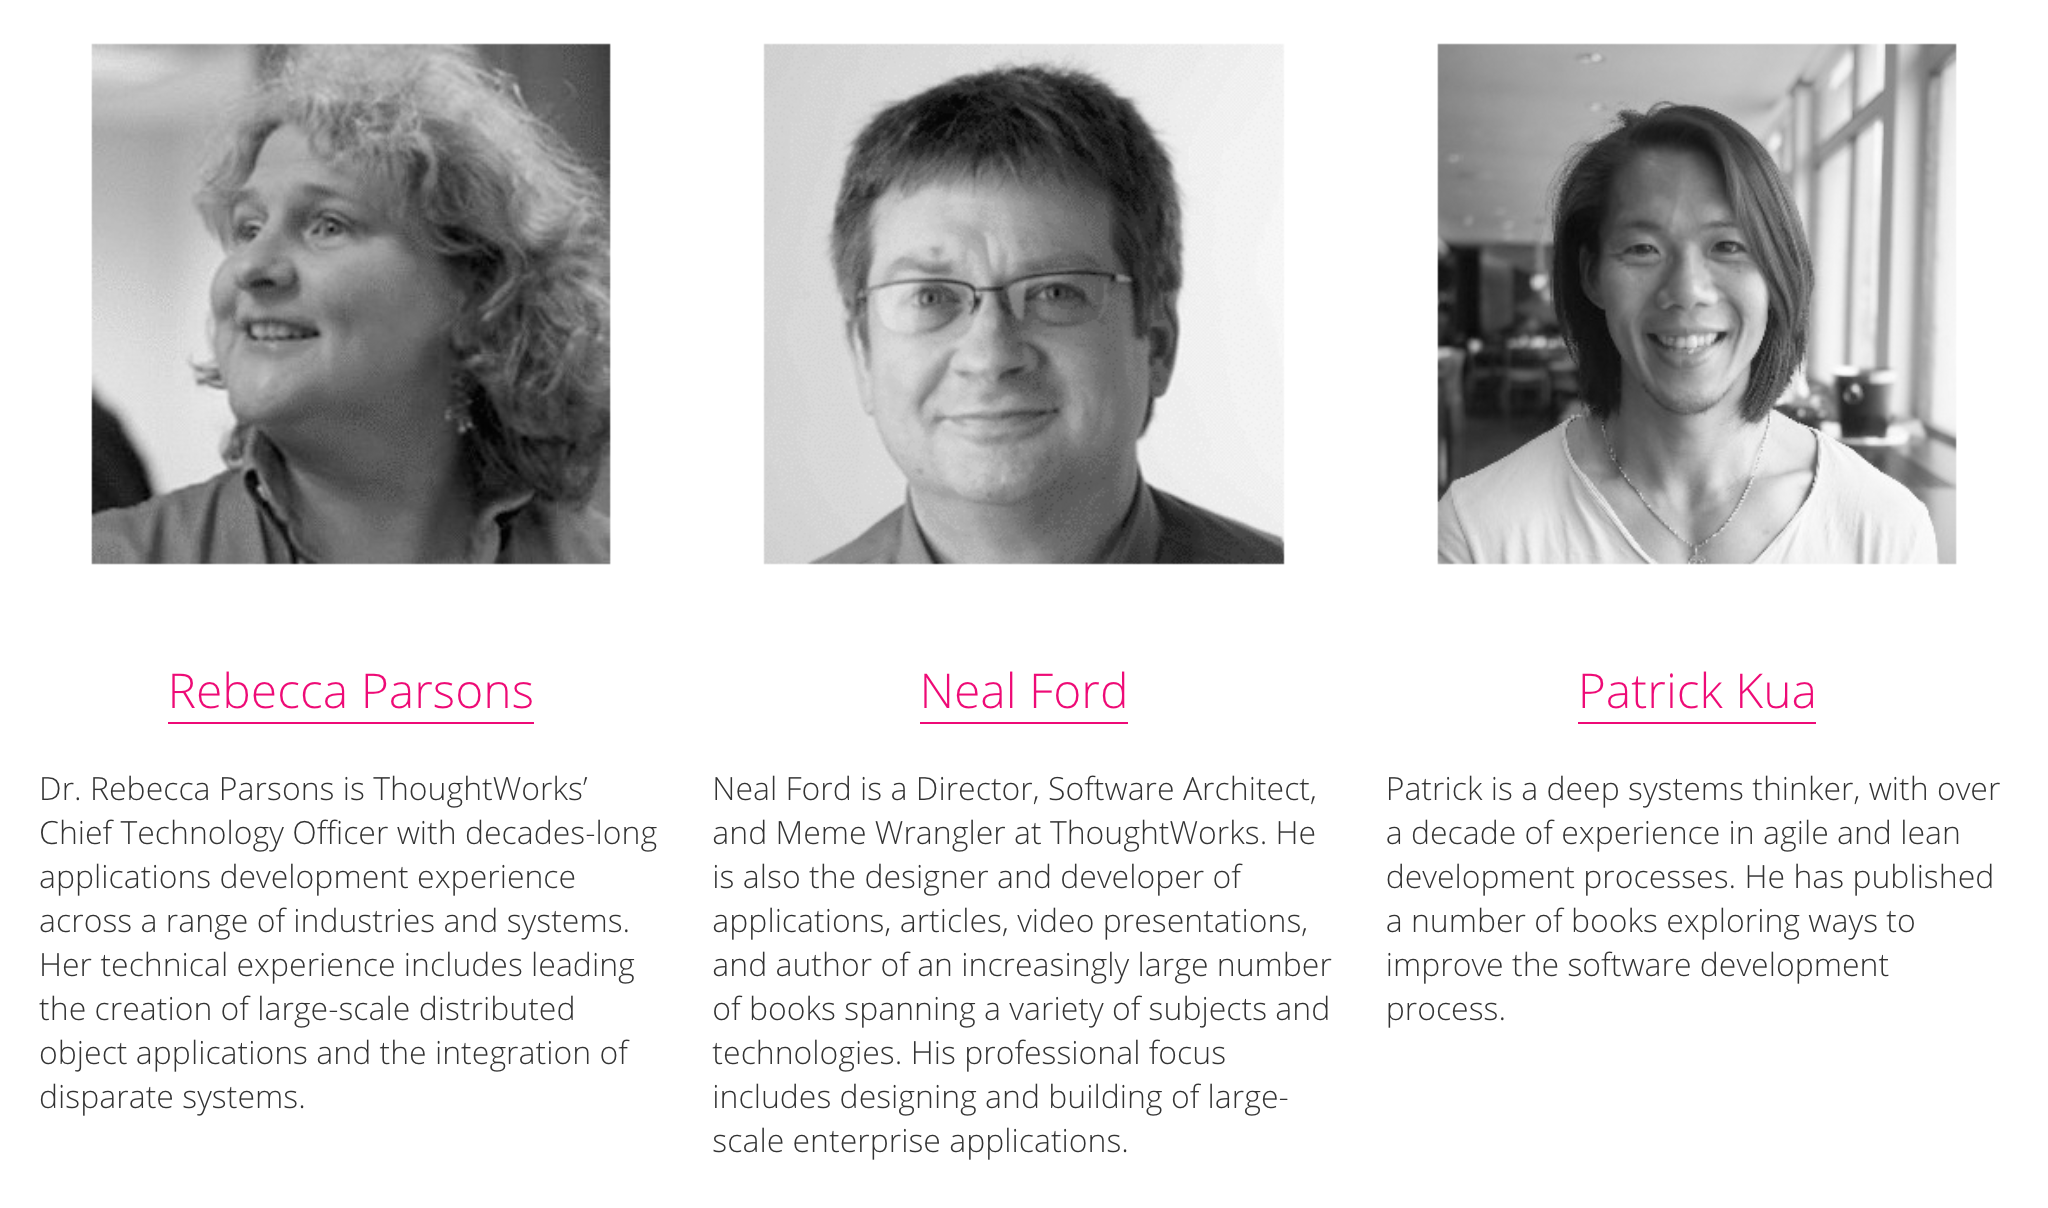 Rebecca Parsons
Dr. Rebecca Parsons is ThoughtWorks’
Chief Technology Officer with decades-long
applications development experience
across a range of industries and systems.
Her technical experience includes leading
the creation of large-scale distributed
object applications and the integration of
disparate systems.
Neal Ford
Neal Ford is a Director, Software Architect,
and Meme Wrangler at ThoughtWorks. He
is also the designer and developer of
applications, articles, video presentations,
and author of an increasingly large number
of books spanning a variety of subjects and
technologies. His professional focus
includes designing and building of large-
scale enterprise applications.
Patrick Kua
Patrick is a deep systems thinker, with over
a decade of experience in agile and lean
development processes. He has published
a number of books exploring ways to
improve the software development
process.